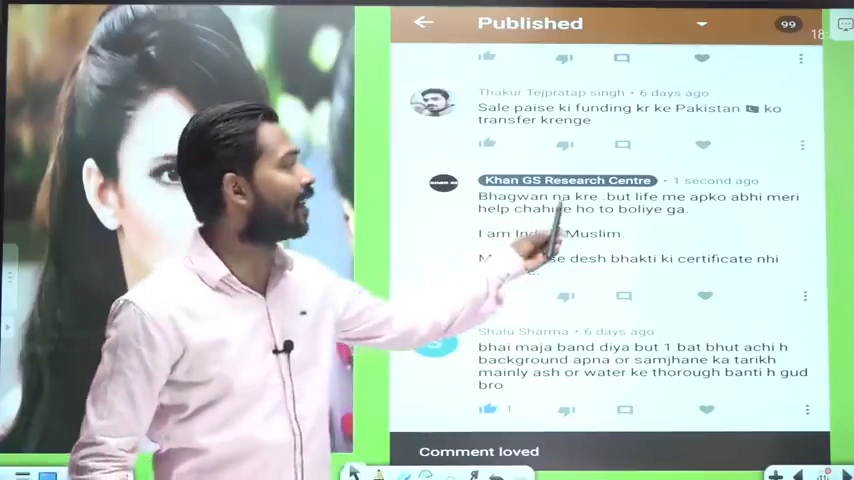 Published
99
18
Thakur Tejpratap singh • 6 days ago
Sale paise ki funding kr ke Pakistan 🇵🇰 ko
transfer krenge
Khan GS Research Centre • 1 second ago
Bhagwan na kre .but life me apko abhi meri
help chahiye ho to boliye ga.
I am Muslim.
se desh bhakti ki certificate nhi
Shalu Sharma • 6 days ago
bhai maja band diya but 1 bat bhut achi h
background apna or samjhane ka tarikh
mainly ash or water ke thorough banti h gud
bro
1
Comment loved